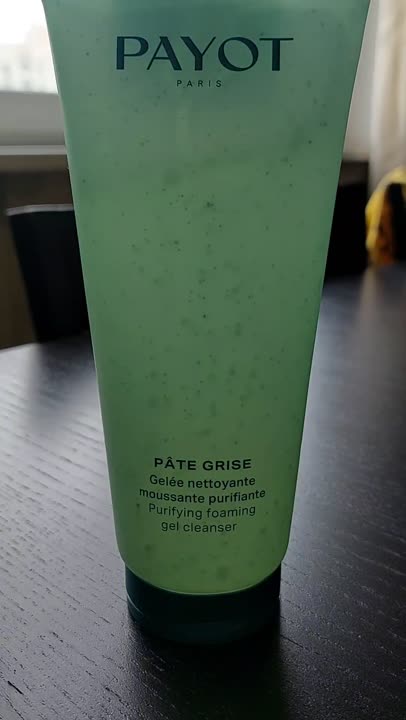 PAYOT
PARIS
PÂTE GRISE
Gelée nettoyante
moussante purifiante
Purifying foaming
gel cleanser